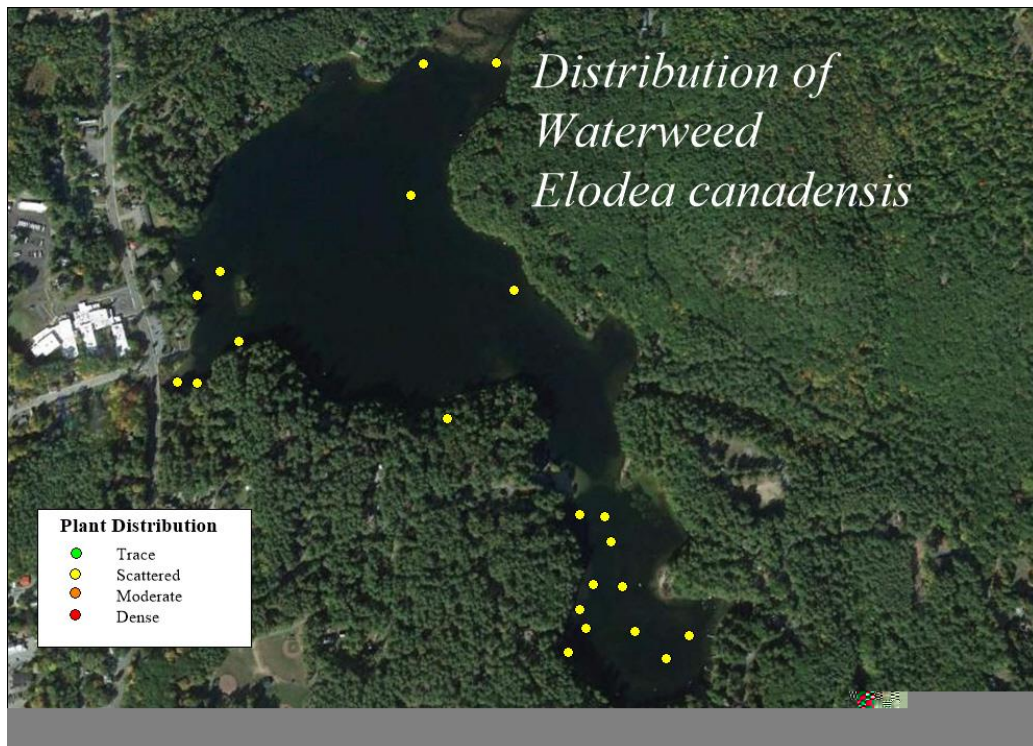 Distribution of
Waterweed
Elodea canadensis
Plant Distribution
Trace
Scattered
Moderate
Dense